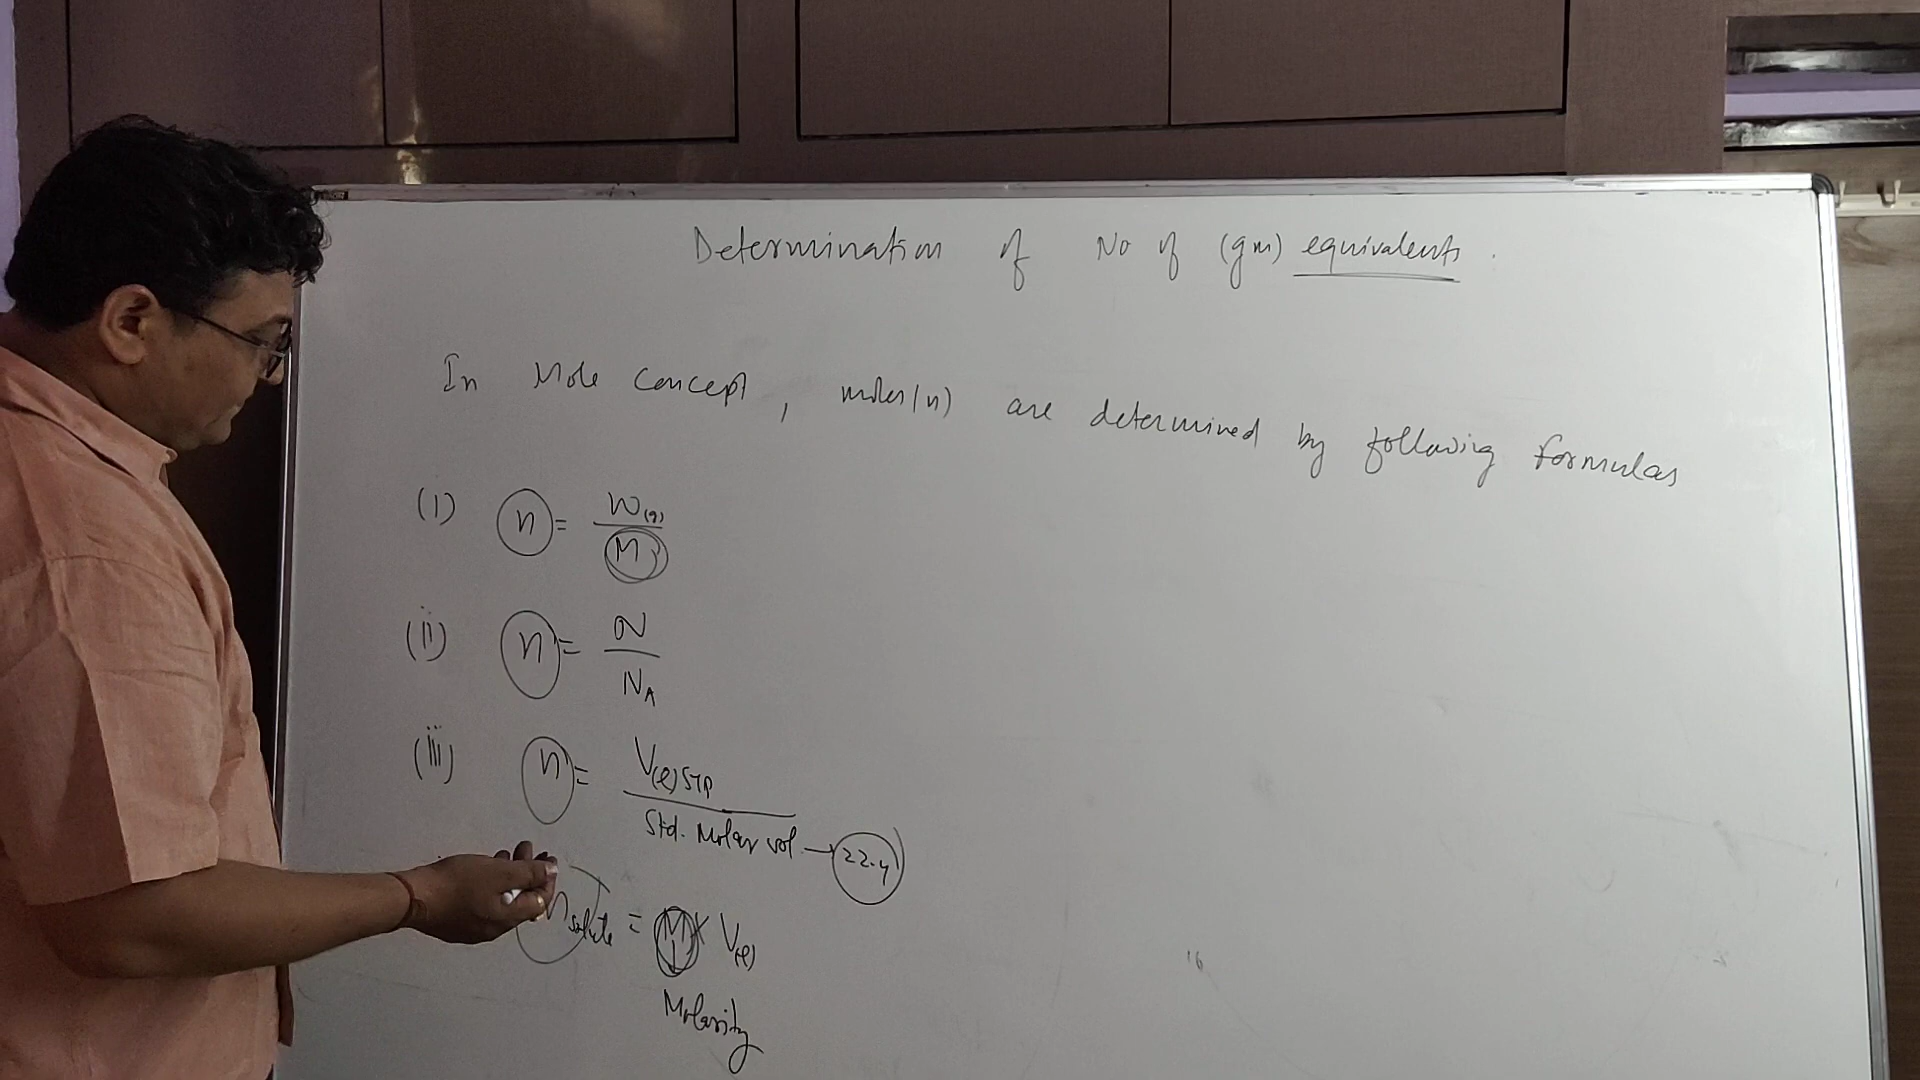 Determination of No of (gm) equivalents.
In Mole concept, moles(n) are determined by following formulas
(i) n = W(g) / M
(ii) n = N / NA
(iii) n = V(l) STP / Std. Molar vol. → 22.4
n solute = M × V(l)
↓
Molarity